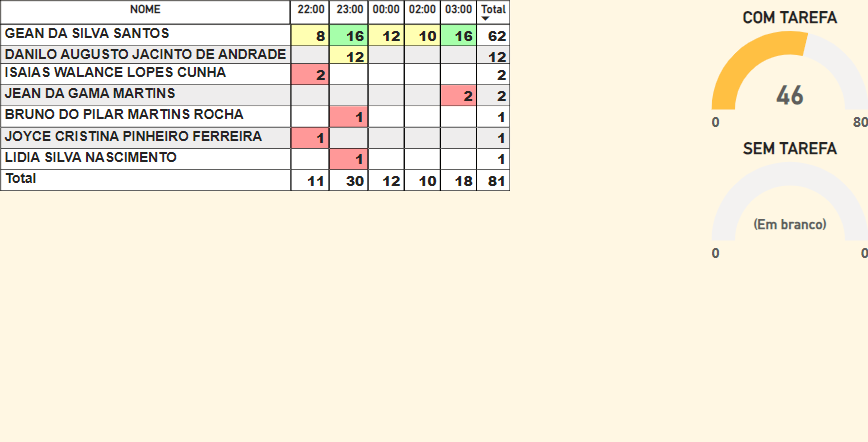 NOME 22:00 23:00 00:00 02:00 03:00 Total
GEAN DA SILVA SANTOS 8 16 12 10 16 62
DANILO AUGUSTO JACINTO DE ANDRADE 12 12
ISAIAS WALANCE LOPES CUNHA 2 2
JEAN DA GAMA MARTINS 2 2
BRUNO DO PILAR MARTINS ROCHA 1 1
JOYCE CRISTINA PINHEIRO FERREIRA 1 1
LIDIA SILVA NASCIMENTO 1 1
Total 11 30 12 10 18 81
COM TAREFA
46
0 80
SEM TAREFA
(Em branco)
0 0